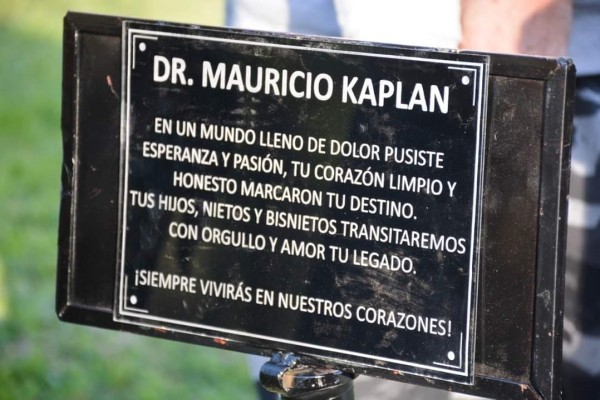 DR. MAURICIO KAPLAN
EN UN MUNDO LLENO DE DOLOR PUSISTE
ESPERANZA Y PASIÓN, TU CORAZÓN LIMPIO Y
HONESTO MARCARON TU DESTINO.
TUS HIJOS, NIETOS Y BISNIETOS TRANSITAREMOS
CON ORGULLO Y AMOR TU LEGADO.
¡SIEMPRE VIVIRÁS EN NUESTROS CORAZONES!